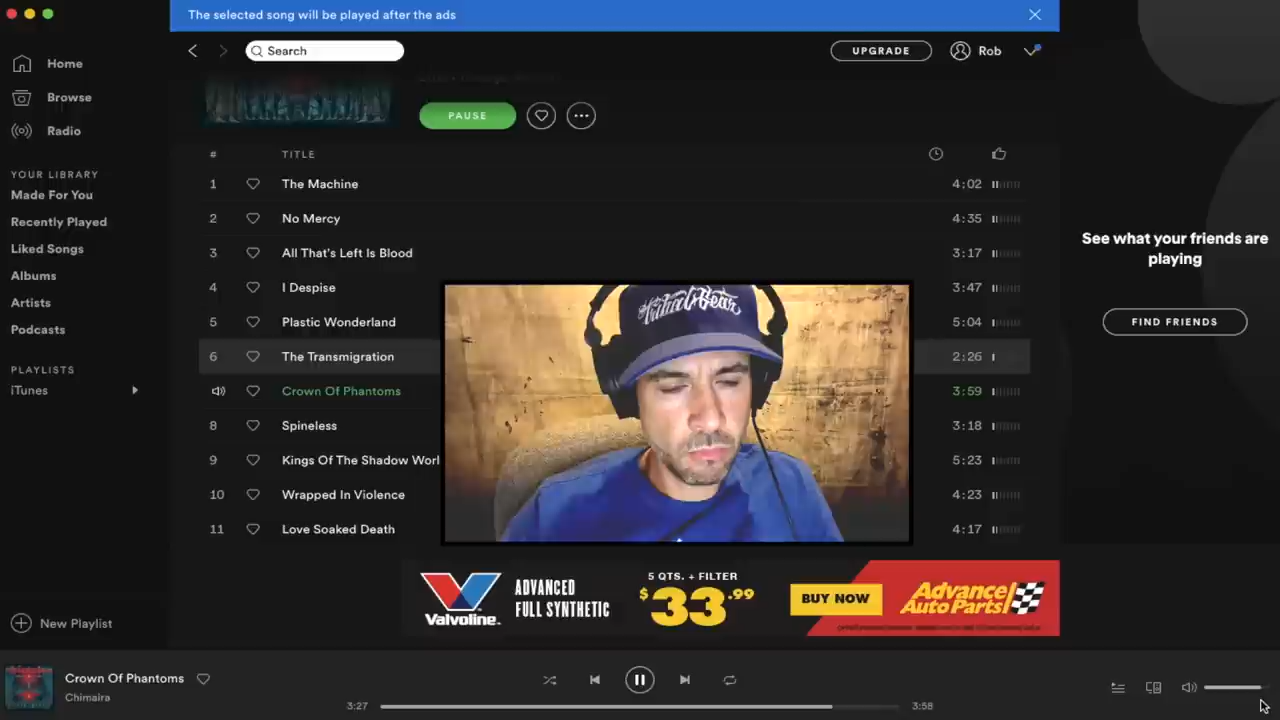 The selected song will be played after the ads
Search
UPGRADE
Rob
Home
Browse
Radio
YOUR LIBRARY
Made For You
Recently Played
Liked Songs
Albums
Artists
Podcasts
PLAYLISTS
iTunes
New Playlist
PAUSE
# TITLE
1 The Machine 4:02
2 No Mercy 4:35
3 All That's Left Is Blood 3:17
4 I Despise 3:47
5 Plastic Wonderland 5:04
6 The Transmigration 2:26
Crown Of Phantoms 3:59
8 Spineless 3:18
9 Kings Of The Shadow Worl 5:23
10 Wrapped In Violence 4:23
11 Love Soaked Death 4:17
See what your friends are
playing
FIND FRIENDS
Valvoline.
ADVANCED
FULL SYNTHETIC
5 QTS. + FILTER
$33.99
BUY NOW
Advance
Auto Parts
Crown Of Phantoms
Chimaira
3:27
3:58